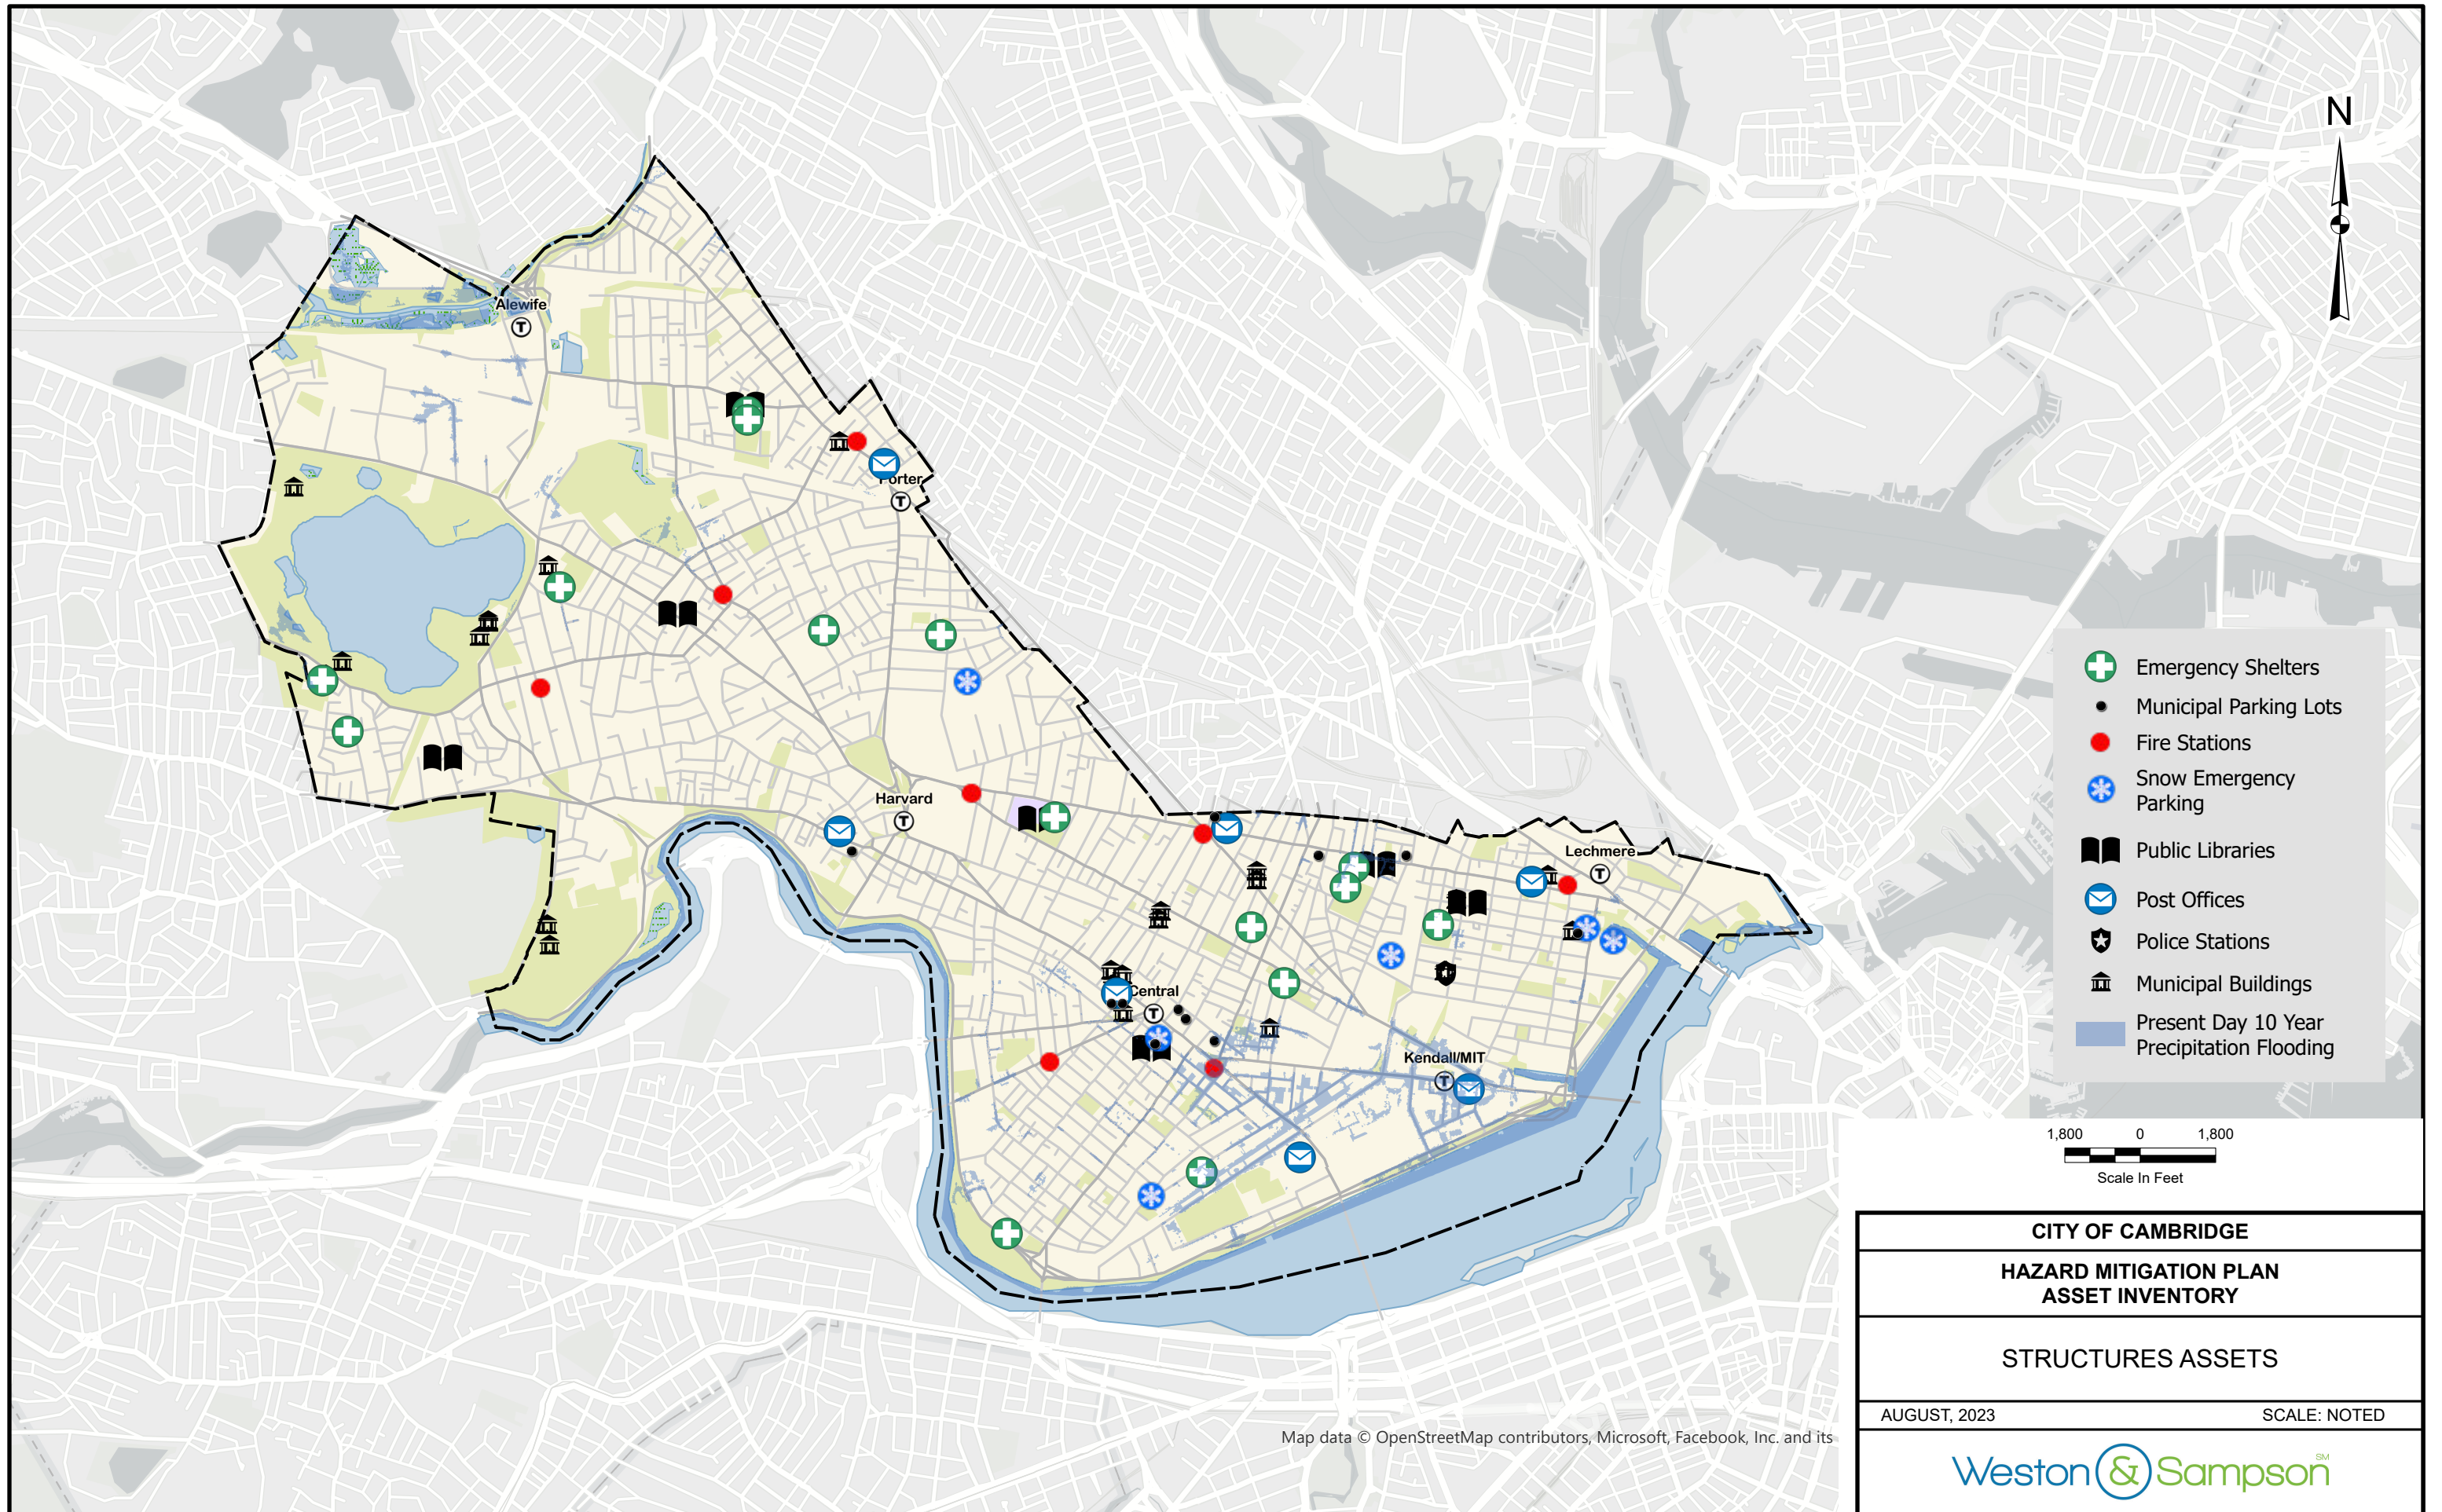 N
Alewife
T
Porter
T
Harvard
T
Lechmere
T
Central
T
Kendall/MIT
T
Emergency Shelters
Municipal Parking Lots
Fire Stations
Snow Emergency
Parking
Public Libraries
Post Offices
Police Stations
Municipal Buildings
Present Day 10 Year
Precipitation Flooding
1,800 0 1,800
Scale In Feet
CITY OF CAMBRIDGE
HAZARD MITIGATION PLAN
ASSET INVENTORY
STRUCTURES ASSETS
AUGUST, 2023 SCALE: NOTED
Weston & Sampson SM
Map data © OpenStreetMap contributors, Microsoft, Facebook, Inc. and its